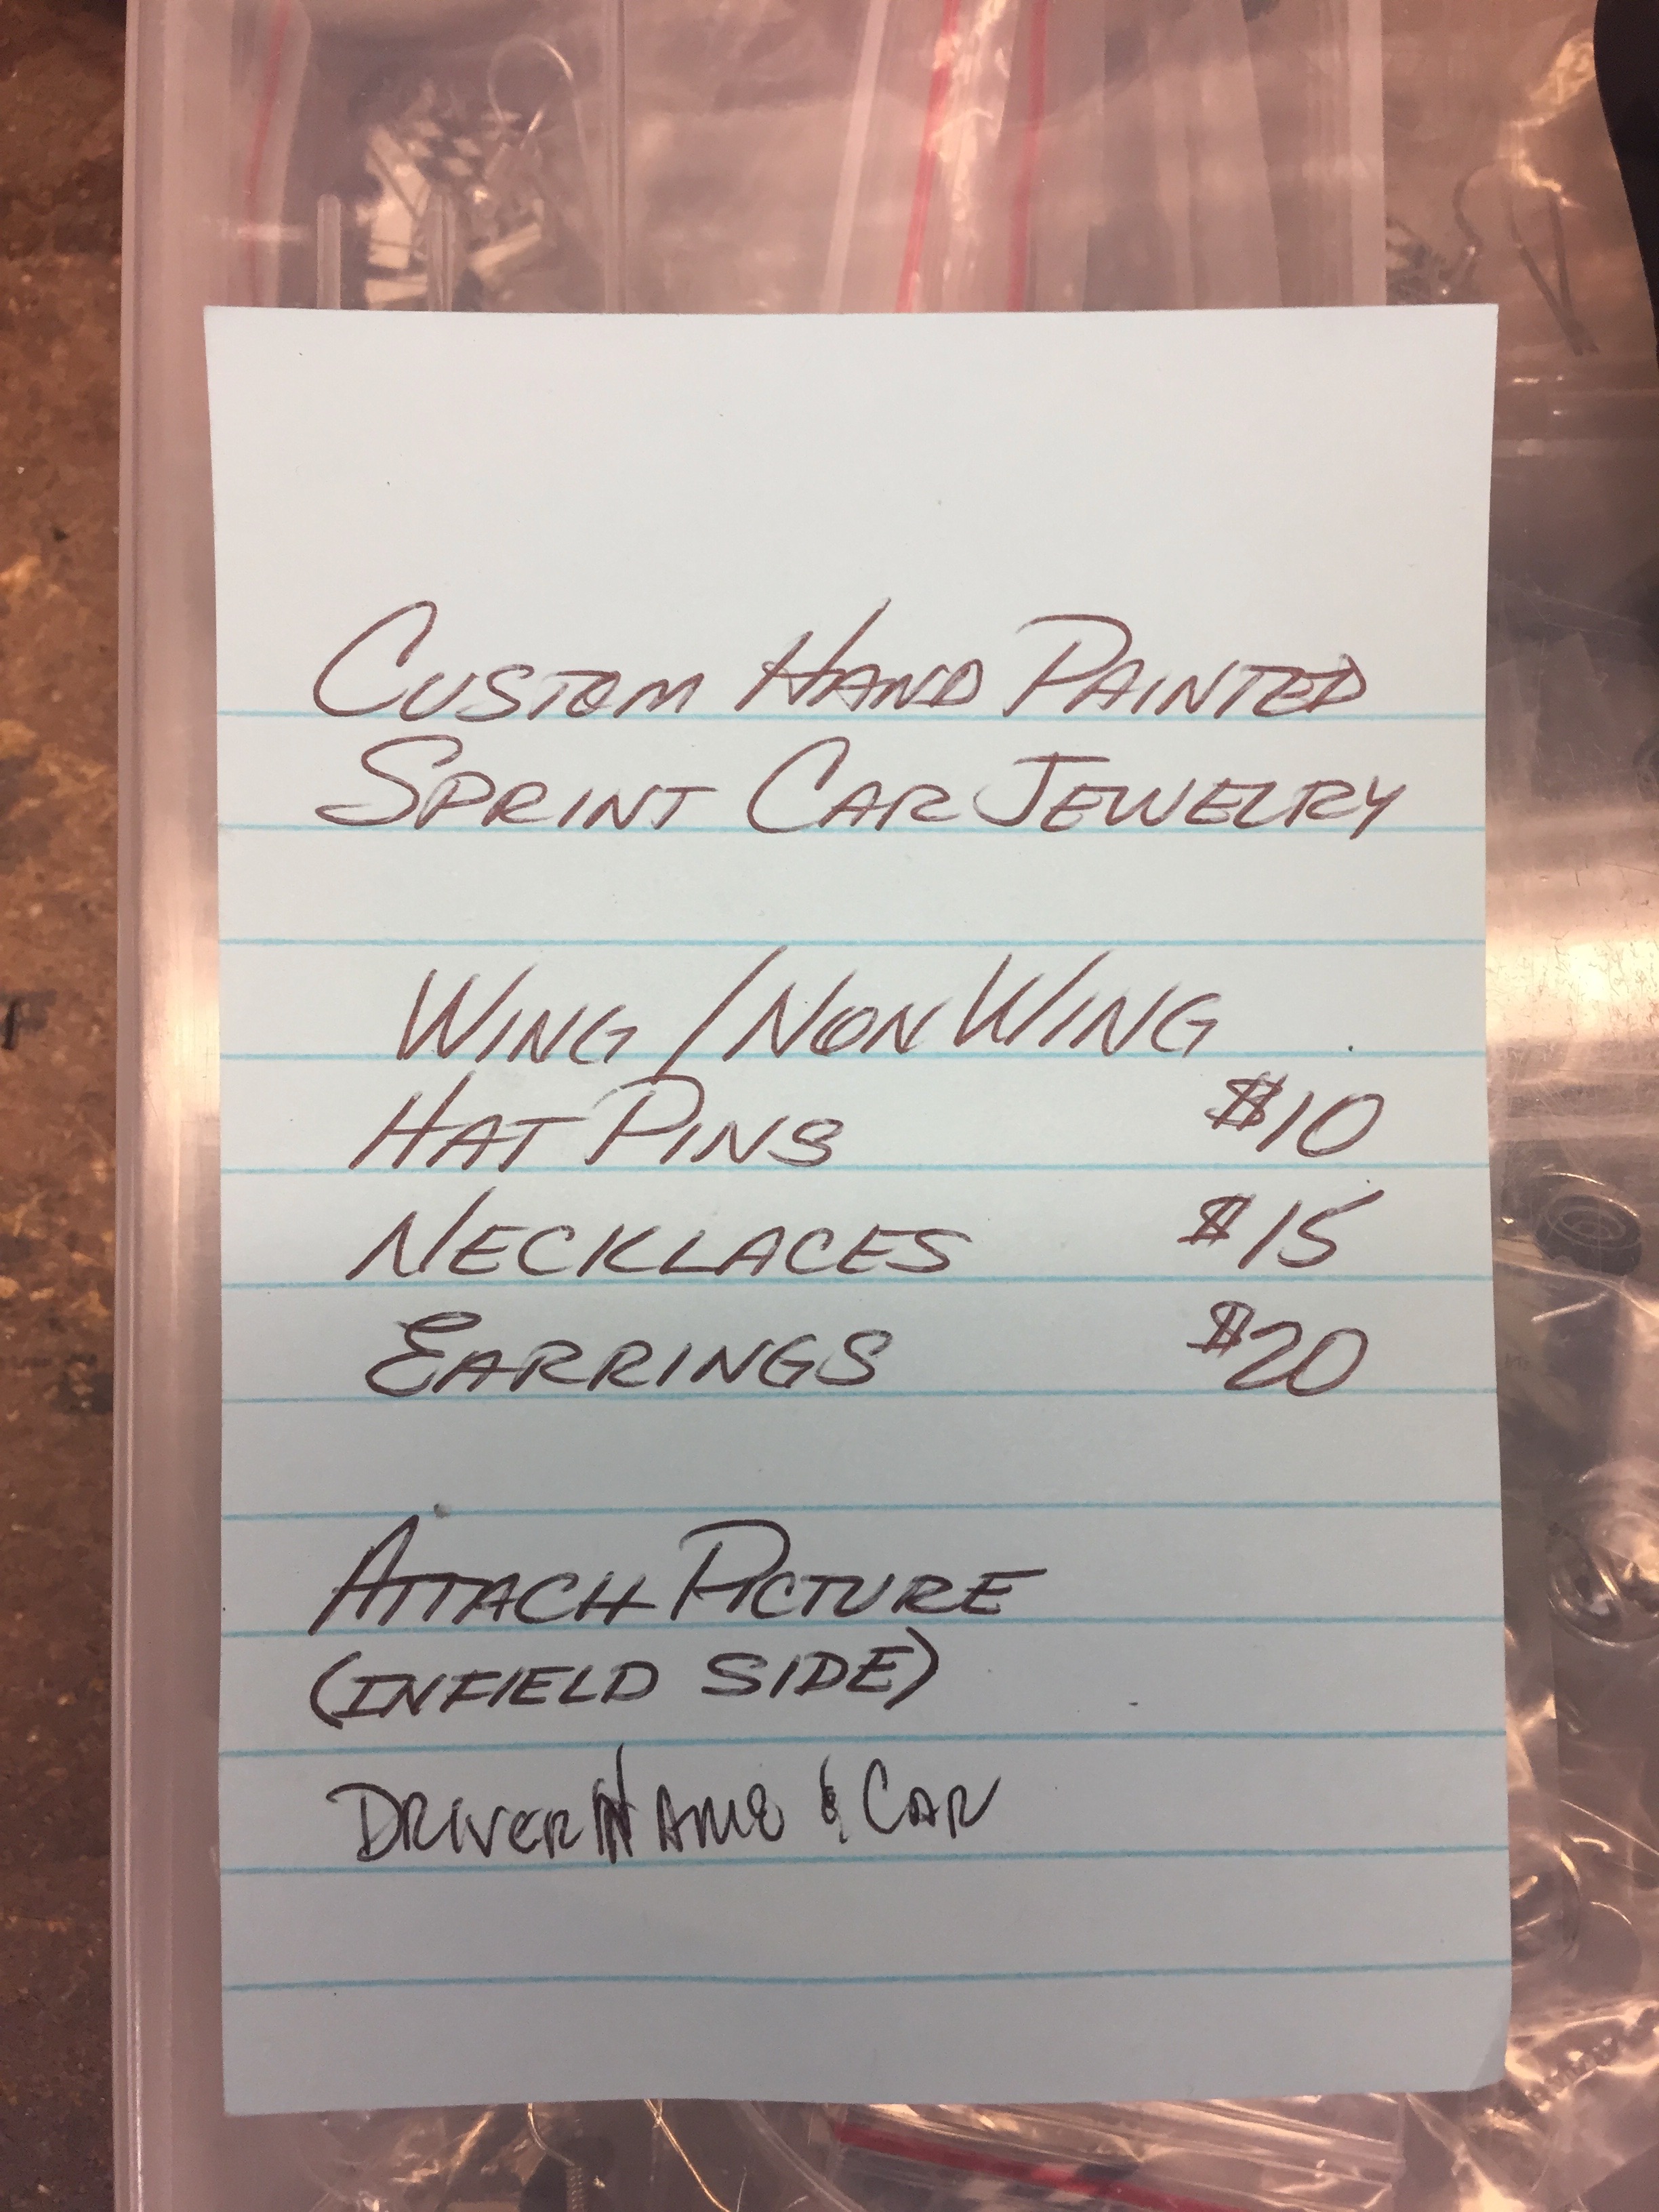 CUSTOM HAND PAINTED
SPRINT CAR JEWELRY
WING / NON WING
HAT PINS $10
NECKLACES $15
EARRINGS $20
ATTACH PICTURE
(INFIELD SIDE)
DRIVER NAME & CAR